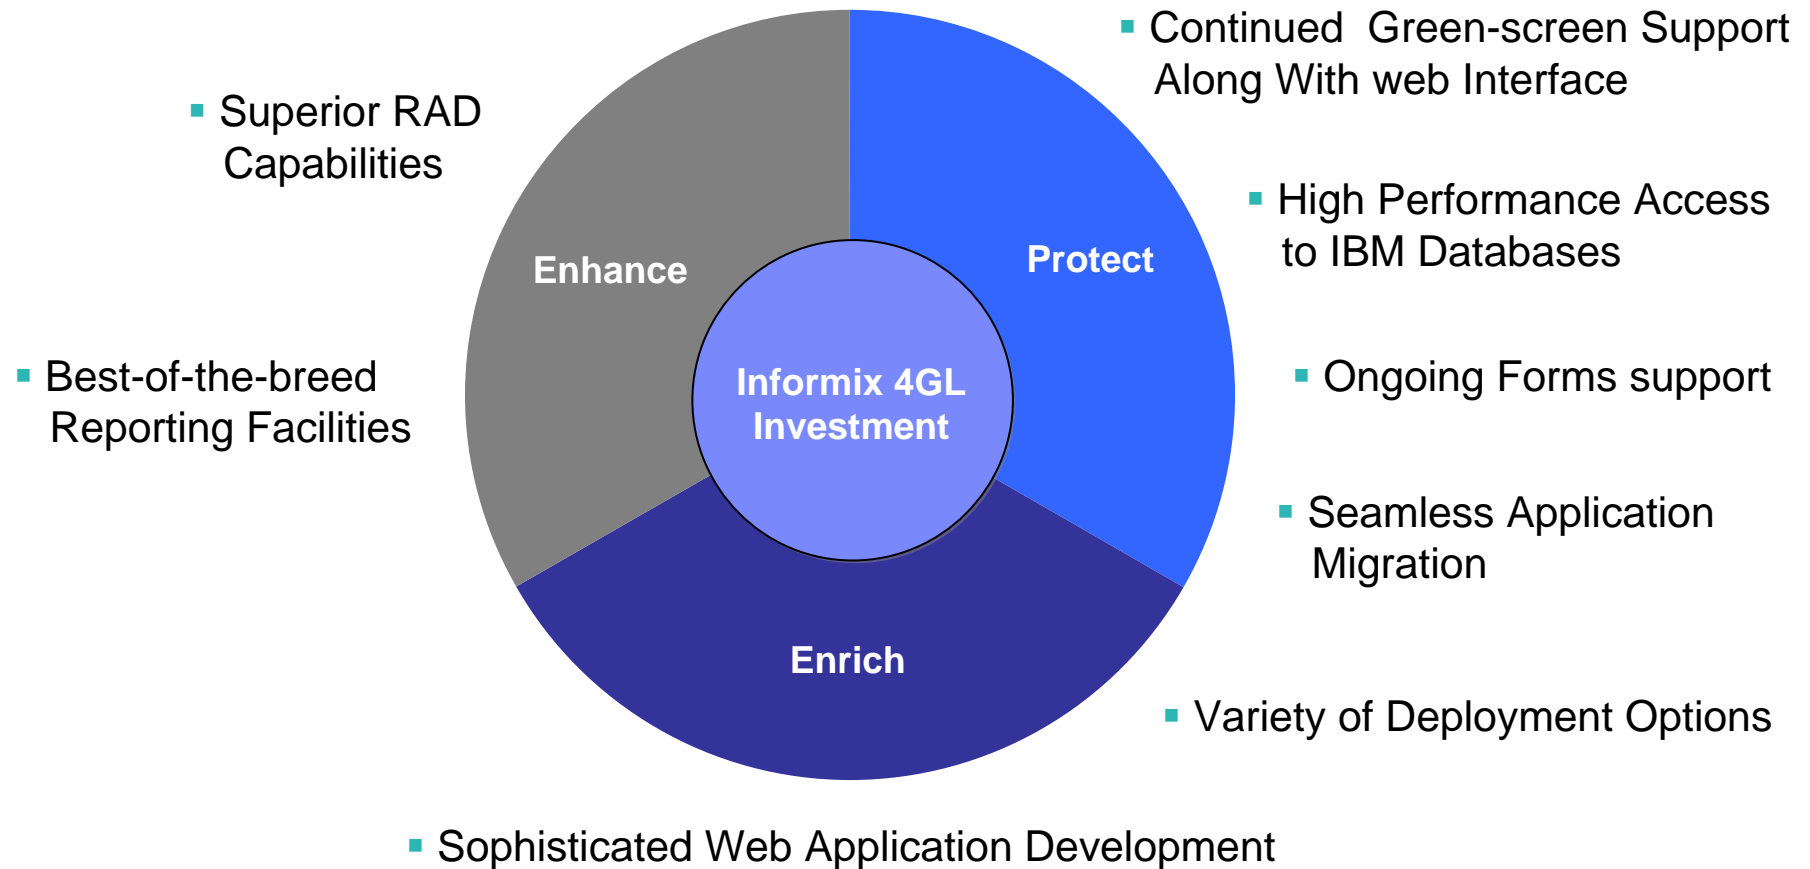 ▪ Continued  Green-screen Support
Along With web Interface
▪ Superior RAD
Capabilities
▪ High Performance Access
to IBM Databases
Protect
Enhance
Informix 4GL
Investment
▪ Best-of-the-breed
Reporting Facilities
▪ Ongoing Forms support
▪ Seamless Application
Migration
Enrich
▪ Variety of Deployment Options
▪ Sophisticated Web Application Development